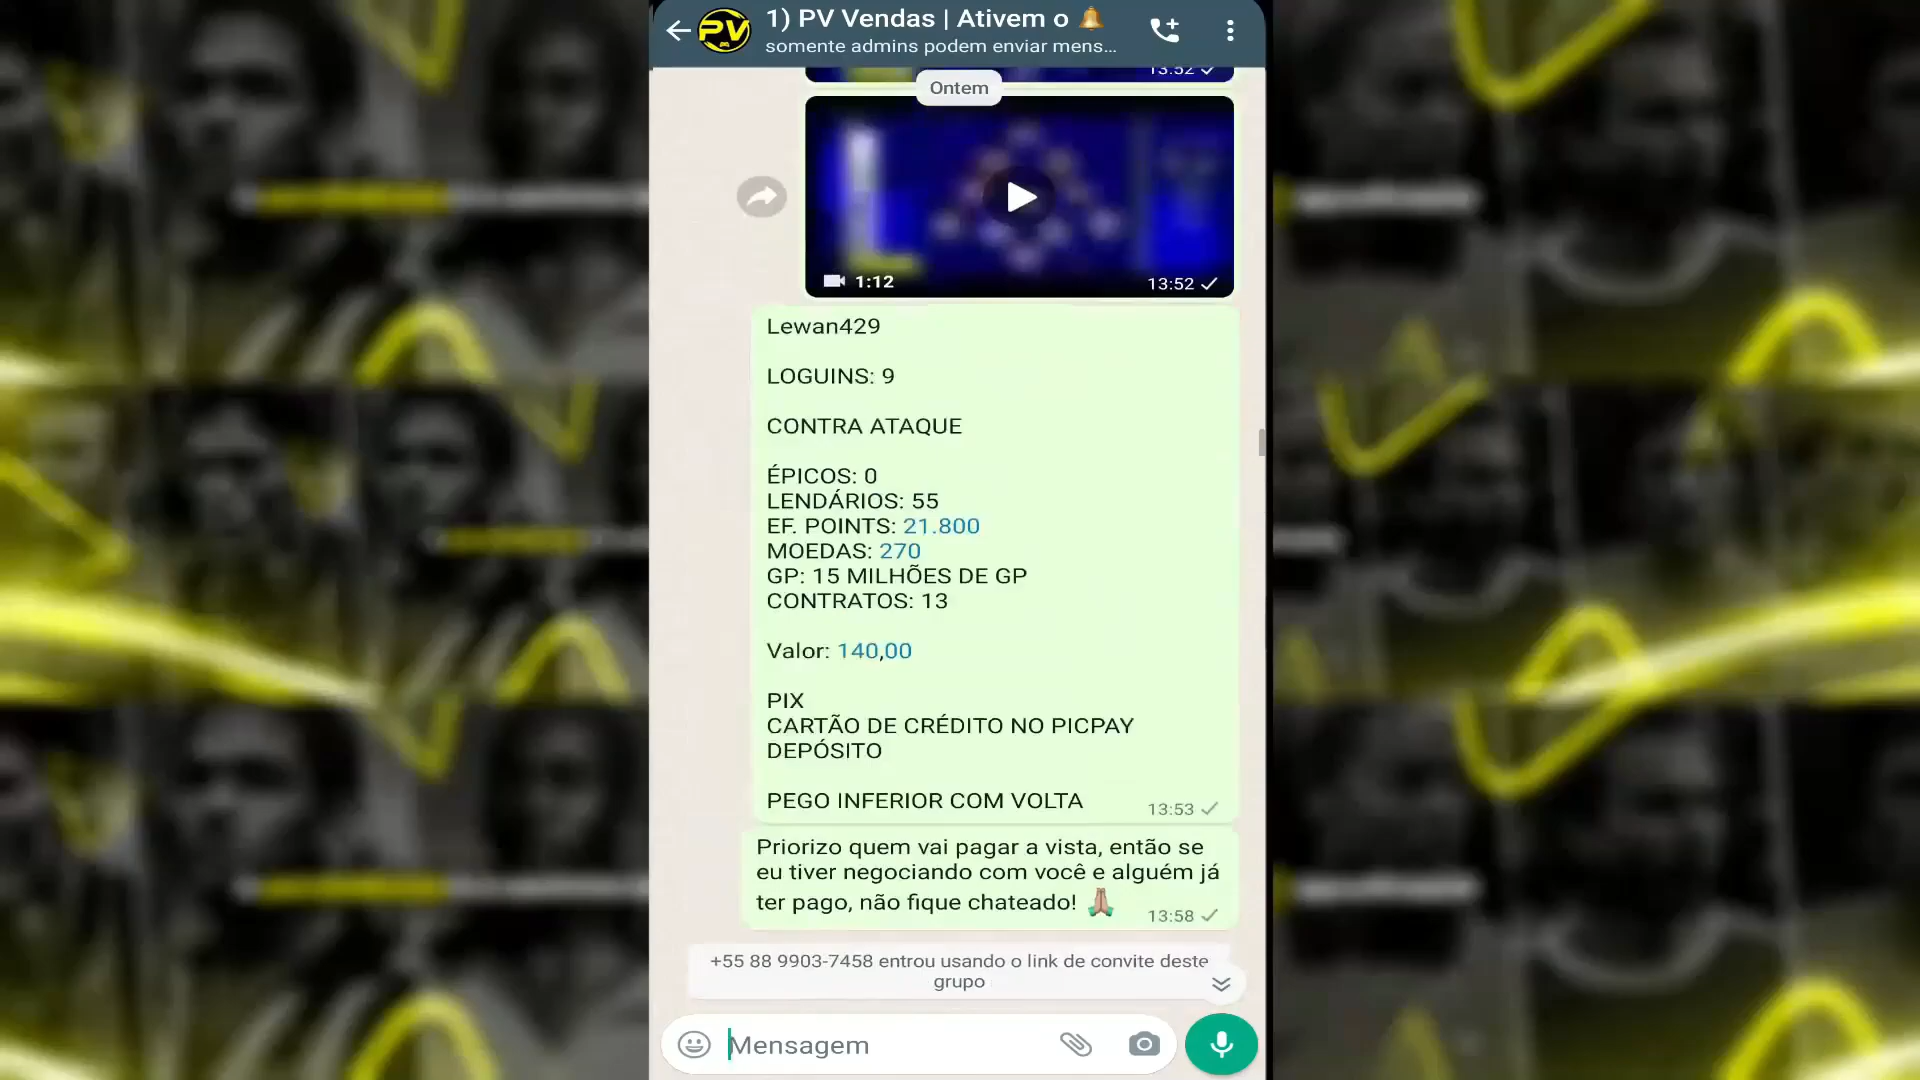 PV
1) PV Vendas | Ativem o 🔔
somente admins podem enviar mens...
13:52
Ontem
1:12
13:52
Lewan429
LOGUINS: 9
CONTRA ATAQUE
ÉPICOS: 0
LENDÁRIOS: 55
EF. POINTS: 21.800
MOEDAS: 270
GP: 15 MILHÕES DE GP
CONTRATOS: 13
Valor: 140,00
PIX
CARTÃO DE CRÉDITO NO PICPAY
DEPÓSITO
PEGO INFERIOR COM VOLTA
13:53
Priorizo quem vai pagar a vista, então se
eu tiver negociando com você e alguém já
ter pago, não fique chateado! 🙏
13:58
+55 88 9903-7458 entrou usando o link de convite deste
grupo
Mensagem